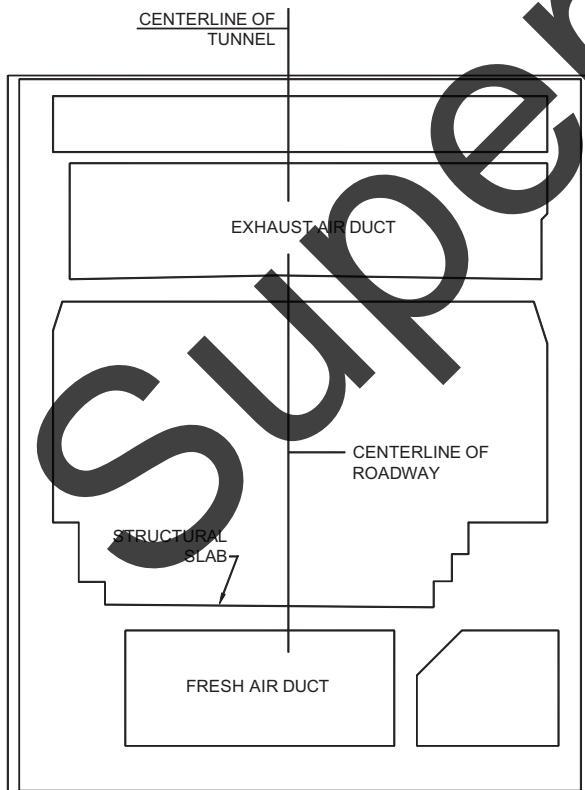 CENTERLINE OF
TUNNEL
EXHAUST AIR DUCT
CENTERLINE OF
ROADWAY
STRUCTURAL
SLAB
FRESH AIR DUCT